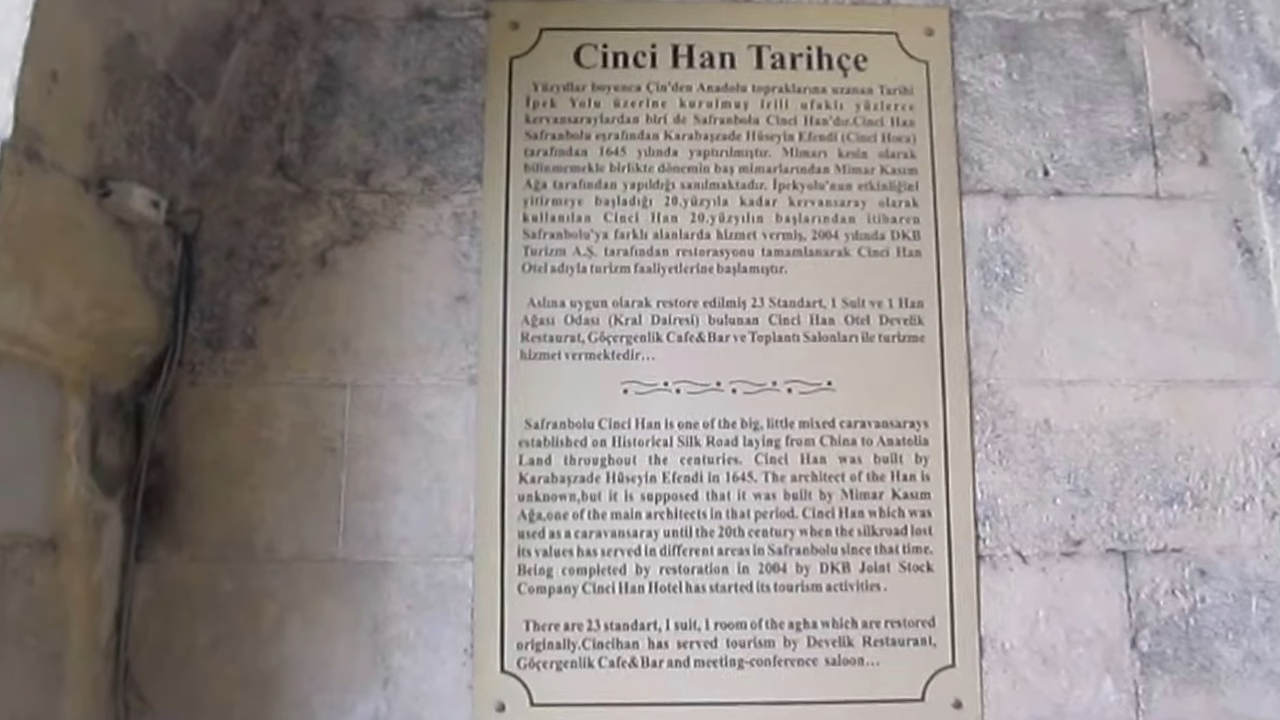 Cinci Han Tarihçe
Yüzyıllar boyunca Çin'den Anadolu topraklarına uzanan Tarihi
İpek Yolu üzerine kurulmuş irili ufaklı yüzlerce
kervansaraylardan biri de Safranbolu Cinci Han'dır.Cinci Han
Safranbolu eşrafından Karabaşzade Hüseyin Efendi (Cinci Hoca)
tarafından 1645 yılında yaptırılmıştır. Mimarı kesin olarak
bilinmemekle birlikte dönemin baş mimarlarından Mimar Kasım
Ağa tarafından yapıldığı sanılmaktadır. İpekyolu'nun etkinliğini
yitirmeye başladığı 20.yüzyıla kadar kervansaray olarak
kullanılan Cinci Han 20.yüzyılın başlarından itibaren
Safranbolu'ya farklı alanlarda hizmet vermiş, 2004 yılında DKB
Turizm A.Ş. tarafından restorasyonu tamamlanarak Cinci Han
Otel adıyla turizm faaliyetlerine başlamıştır.
Aslına uygun olarak restore edilmiş 23 Standart, 1 Suit ve 1 Han
Ağası Odası (Kral Dairesi) bulunan Cinci Han Otel Develik
Restaurat, Göçergenlik Cafe&Bar ve Toplantı Salonları ile turizme
hizmet vermektedir...
Safranbolu Cinci Han is one of the big, little mixed caravansarays
established on Historical Silk Road laying from China to Anatolia
Land throughout the centuries. Cinci Han was built by
Karabaşzade Hüseyin Efendi in 1645. The architect of the Han is
unknown,but it is supposed that it was built by Mimar Kasım
Ağa,one of the main architects in that period. Cinci Han which was
used as a caravansaray until the 20th century when the silkroad lost
its values has served in different areas in Safranbolu since that time.
Being completed by restoration in 2004 by DKB Joint Stock
Company Cinci Han Hotel has started its tourism activities.
There are 23 standart, 1 suit, 1 room of the agha which are restored
originally.Cincihan has served tourism by Develik Restaurant,
Göçergenlik Cafe&Bar and meeting-conference saloon...